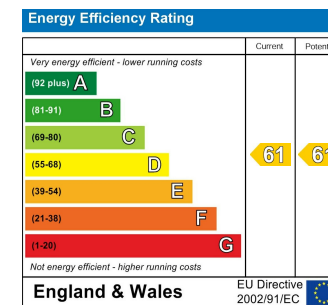 Energy Efficiency Rating
Current Potent
Very energy efficient - lower running costs
(92 plus) A
(81-91) B
(69-80) C
(55-68) D
61 61
(39-54) E
(21-38) F
(1-20) G
Not energy efficient - higher running costs
England & Wales
EU Directive
2002/91/EC